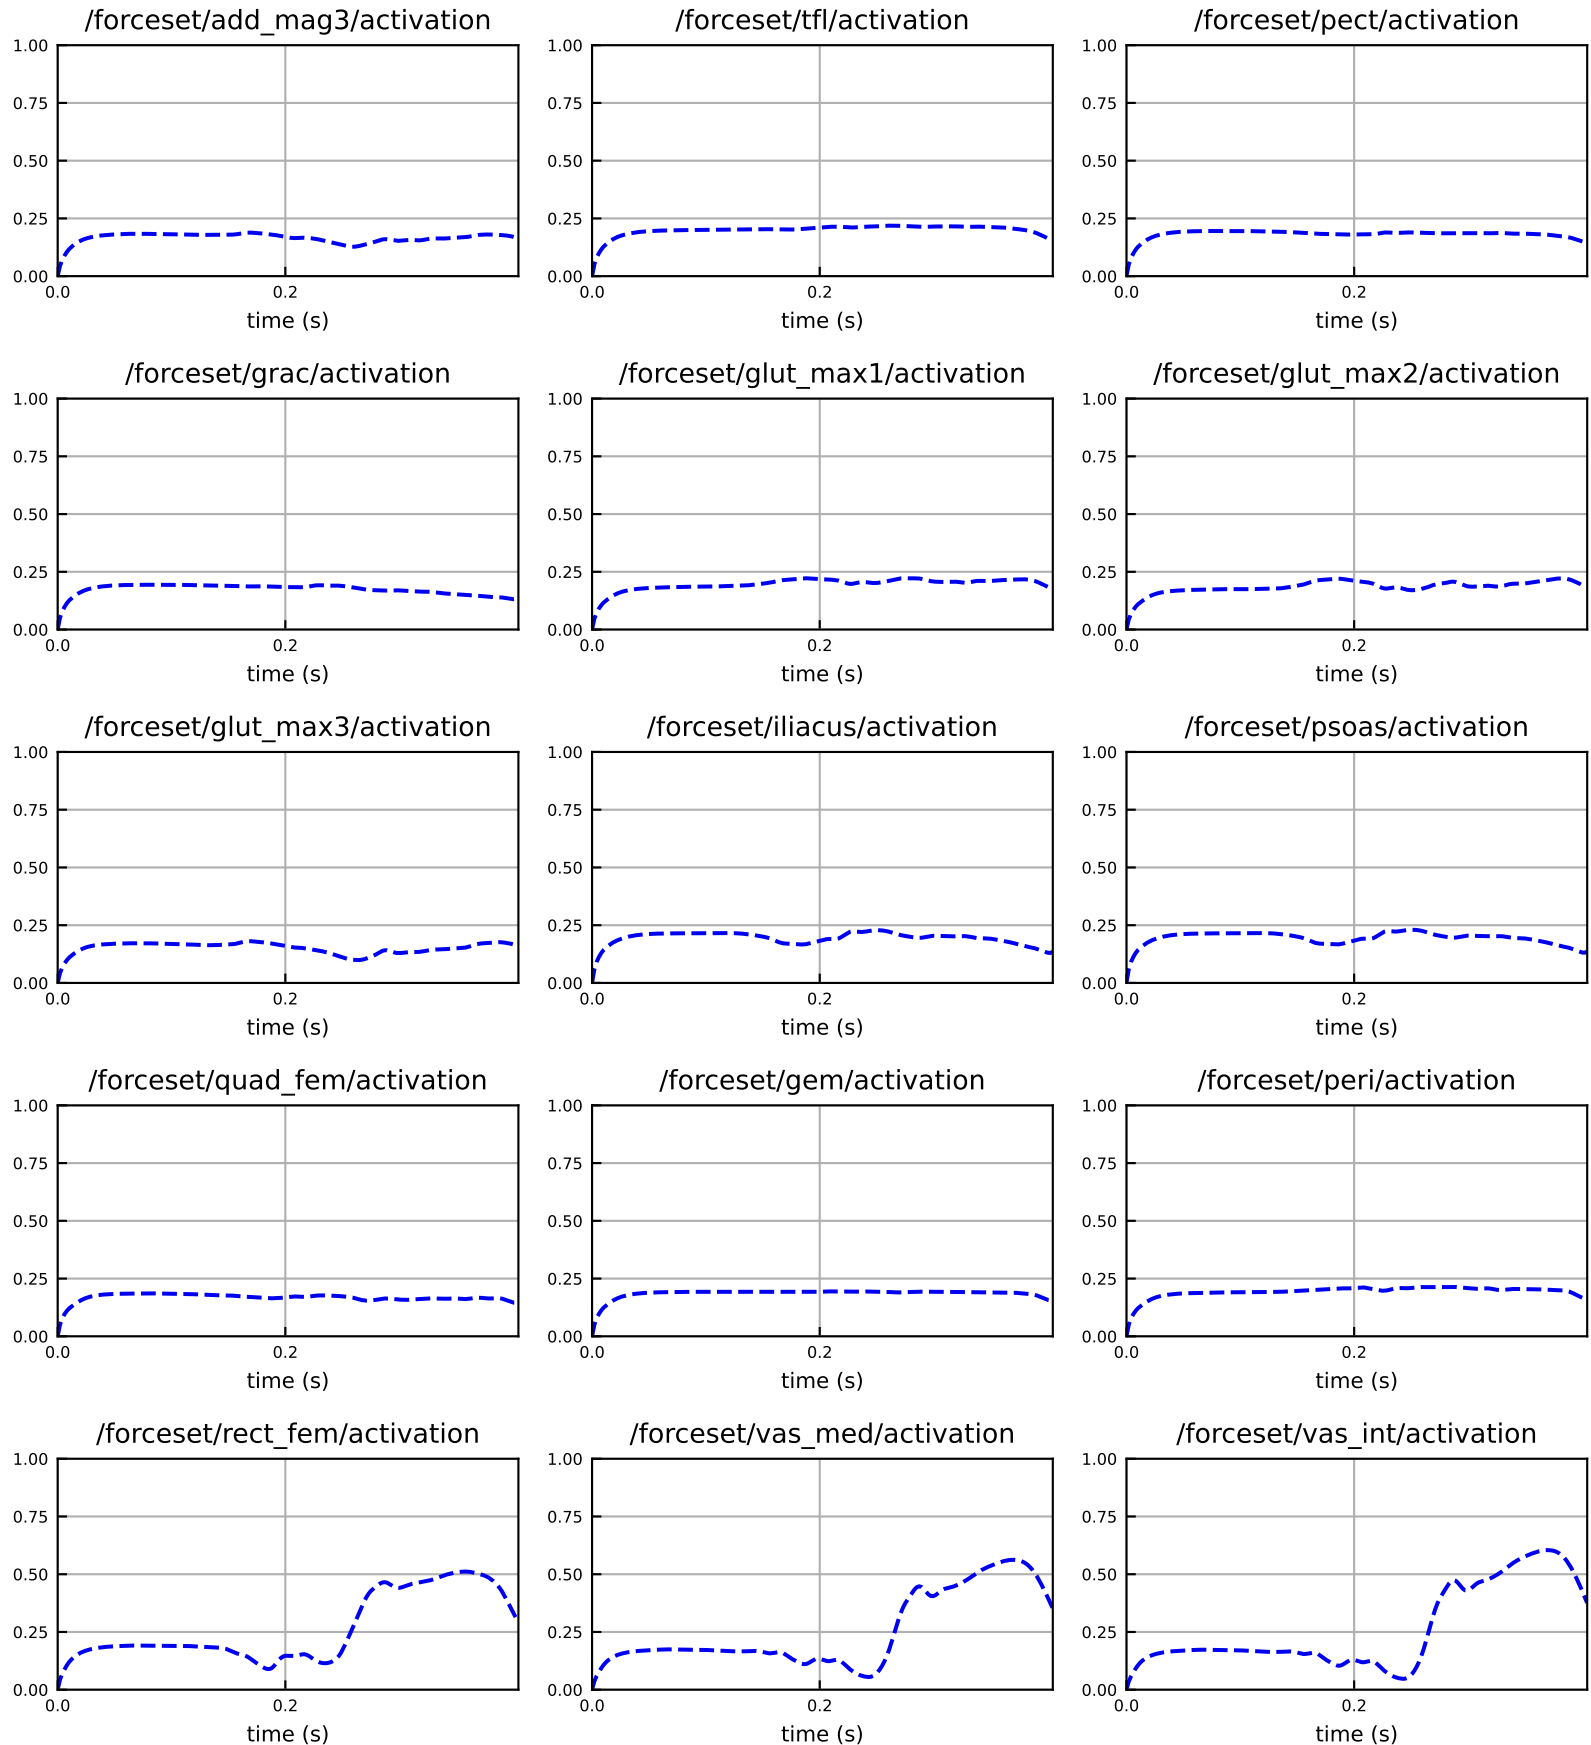 /forceset/add_mag3/activation /forceset/tfl/activation /forceset/pect/activation
1.00 1.00 1.00
0.75 0.75 0.75
0.50 0.50 0.50
0.25 0.25 0.25
0.00 0.00 0.00
0.0 0.2 0.0 0.2 0.0 0.2
time (s) time (s) time (s)
/forceset/grac/activation /forceset/glut_max1/activation /forceset/glut_max2/activation
1.00 1.00 1.00
0.75 0.75 0.75
0.50 0.50 0.50
0.25 0.25 0.25
0.00 0.00 0.00
0.0 0.2 0.0 0.2 0.0 0.2
time (s) time (s) time (s)
/forceset/glut_max3/activation /forceset/iliacus/activation /forceset/psoas/activation
1.00 1.00 1.00
0.75 0.75 0.75
0.50 0.50 0.50
0.25 0.25 0.25
0.00 0.00 0.00
0.0 0.2 0.0 0.2 0.0 0.2
time (s) time (s) time (s)
/forceset/quad_fem/activation /forceset/gem/activation /forceset/peri/activation
1.00 1.00 1.00
0.75 0.75 0.75
0.50 0.50 0.50
0.25 0.25 0.25
0.00 0.00 0.00
0.0 0.2 0.0 0.2 0.0 0.2
time (s) time (s) time (s)
/forceset/rect_fem/activation /forceset/vas_med/activation /forceset/vas_int/activation
1.00 1.00 1.00
0.75 0.75 0.75
0.50 0.50 0.50
0.25 0.25 0.25
0.00 0.00 0.00
0.0 0.2 0.0 0.2 0.0 0.2
time (s) time (s) time (s)